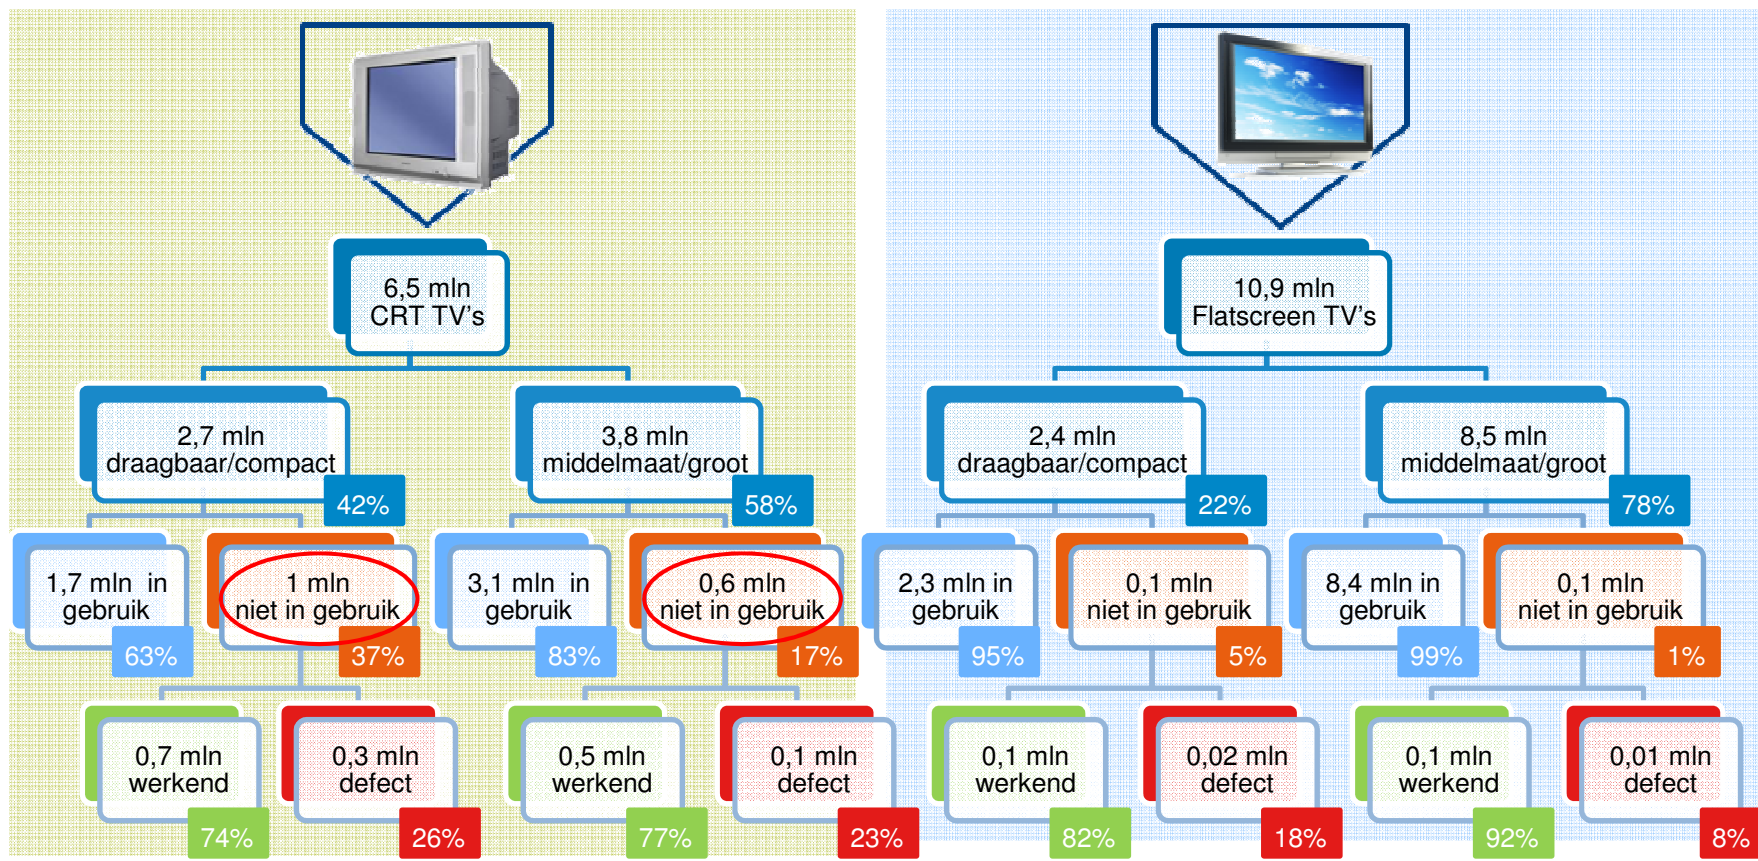 6,5 mln
CRT TV's
10,9 mln
Flatscreen TV's
2,7 mln
draagbaar/compact
42%
3,8 mln
middelmaat/groot
58%
2,4 mln
draagbaar/compact
22%
8,5 mln
middelmaat/groot
78%
1,7 mln in
gebruik
63%
1 mln
niet in gebruik
37%
3,1 mln in
gebruik
83%
0,6 mln
niet in gebruik
17%
2,3 mln in
gebruik
95%
0,1 mln
niet in gebruik
5%
8,4 mln in
gebruik
99%
0,1 mln
niet in gebruik
1%
0,7 mln
werkend
74%
0,3 mln
defect
26%
0,5 mln
werkend
77%
0,1 mln
defect
23%
0,1 mln
werkend
82%
0,02 mln
defect
18%
0,1 mln
werkend
92%
0,01 mln
defect
8%